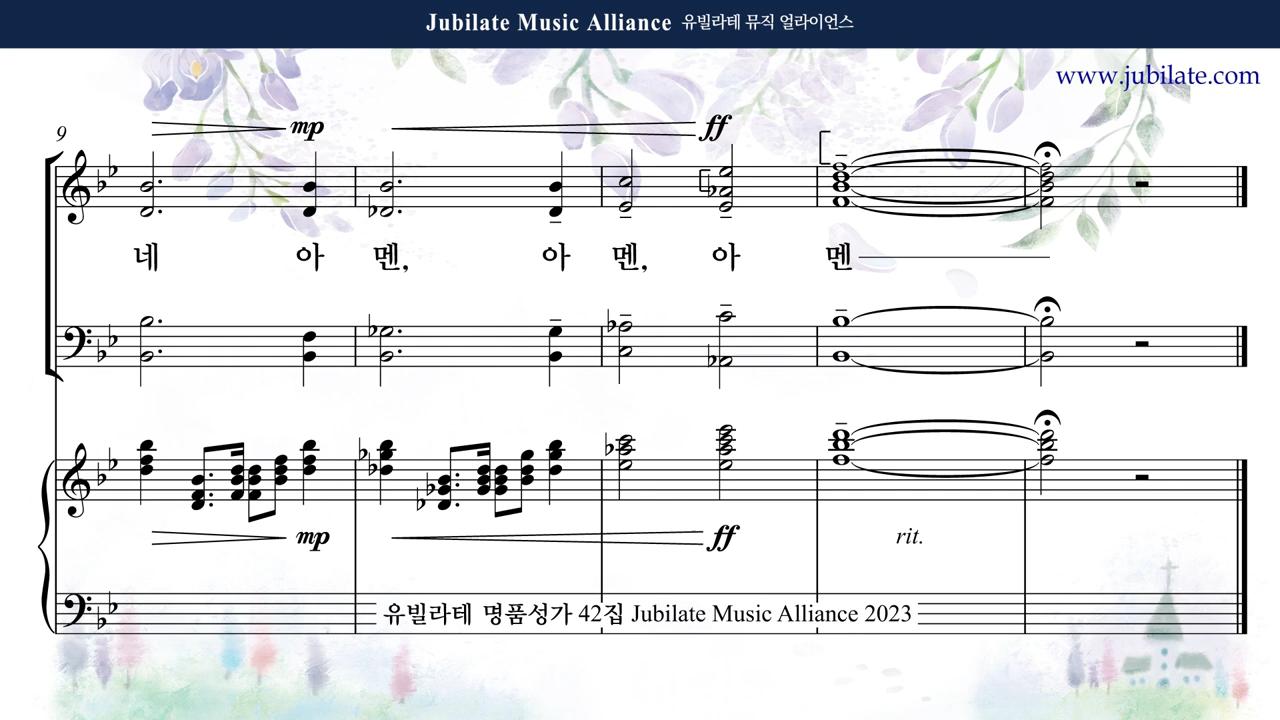 Jubilate Music Alliance 유빌라테 뮤직 얼라이언스
www.jubilate.com
9
mp ff
네 아 멘, 아 멘, 아 멘
mp ff rit.
유빌라테 명품성가 42집 Jubilate Music Alliance 2023